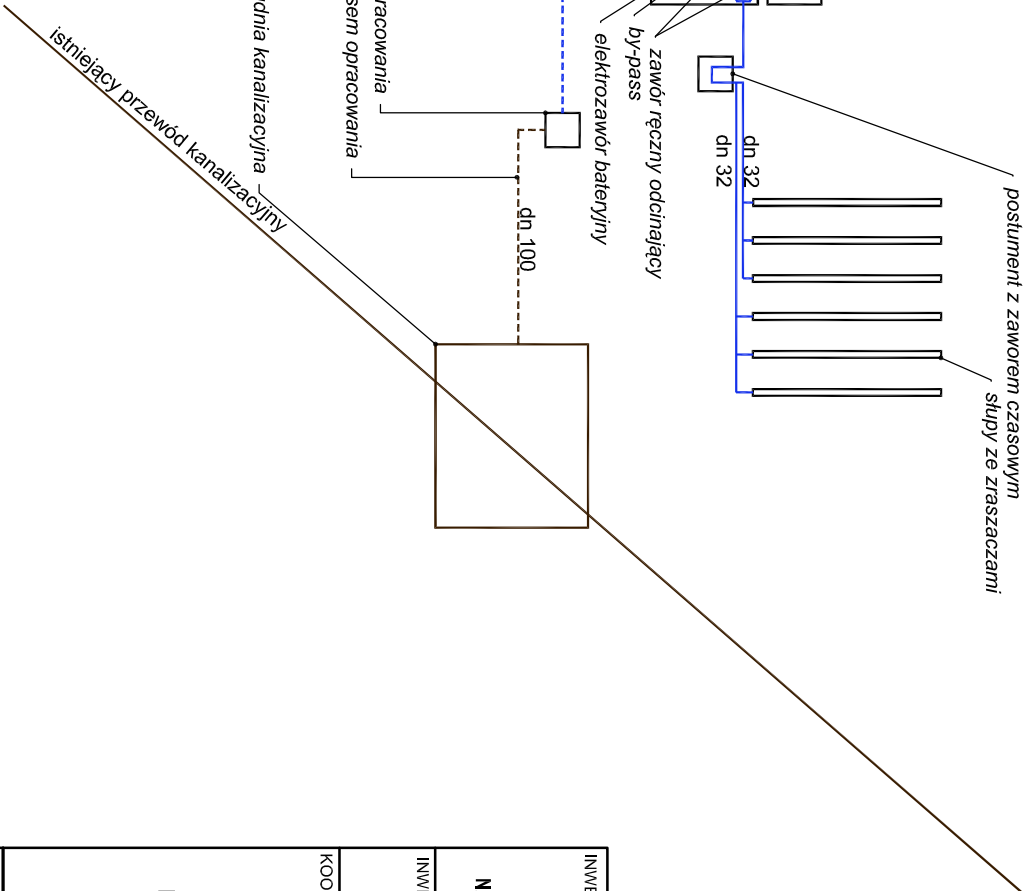 postument z zaworem czasowym
słupy ze zraszaczami
dn 32
dn 32
zawór ręczny odcinający
by-pass
elektrozawór bateryjny
dn 100
racowania
sem opracowania
dnia kanalizacyjna
istniejący przewód kanalizacyjny
INWE
N
INWE
KOO